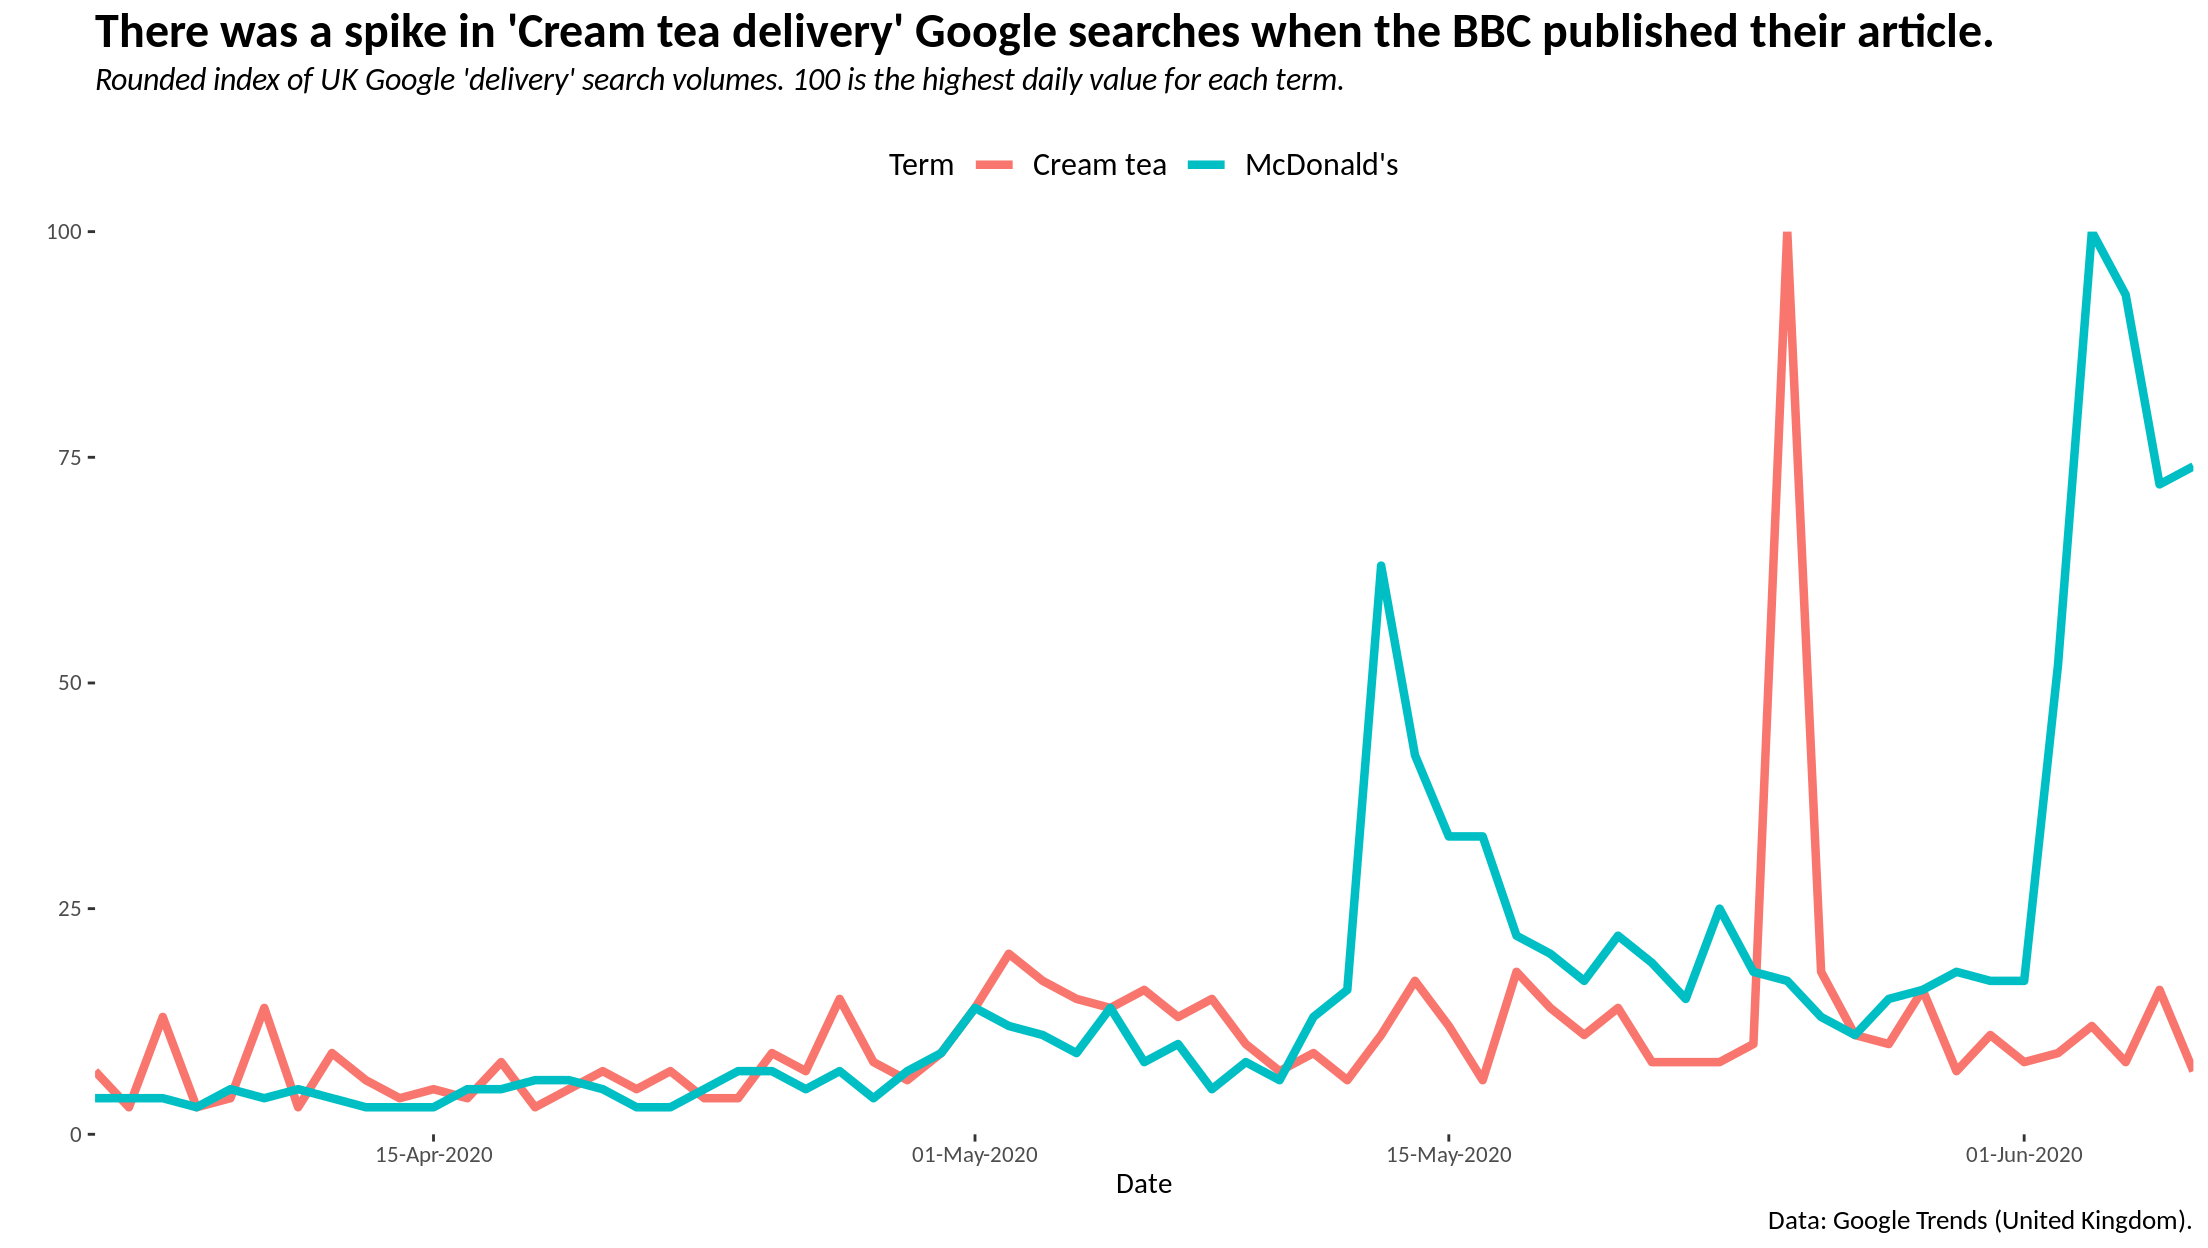 There was a spike in 'Cream tea delivery' Google searches when the BBC published their article.
Rounded index of UK Google 'delivery' search volumes. 100 is the highest daily value for each term.
Term Cream tea McDonald's
100
75
50
25
0
15-Apr-2020 01-May-2020 15-May-2020 01-Jun-2020
Date
Data: Google Trends (United Kingdom).